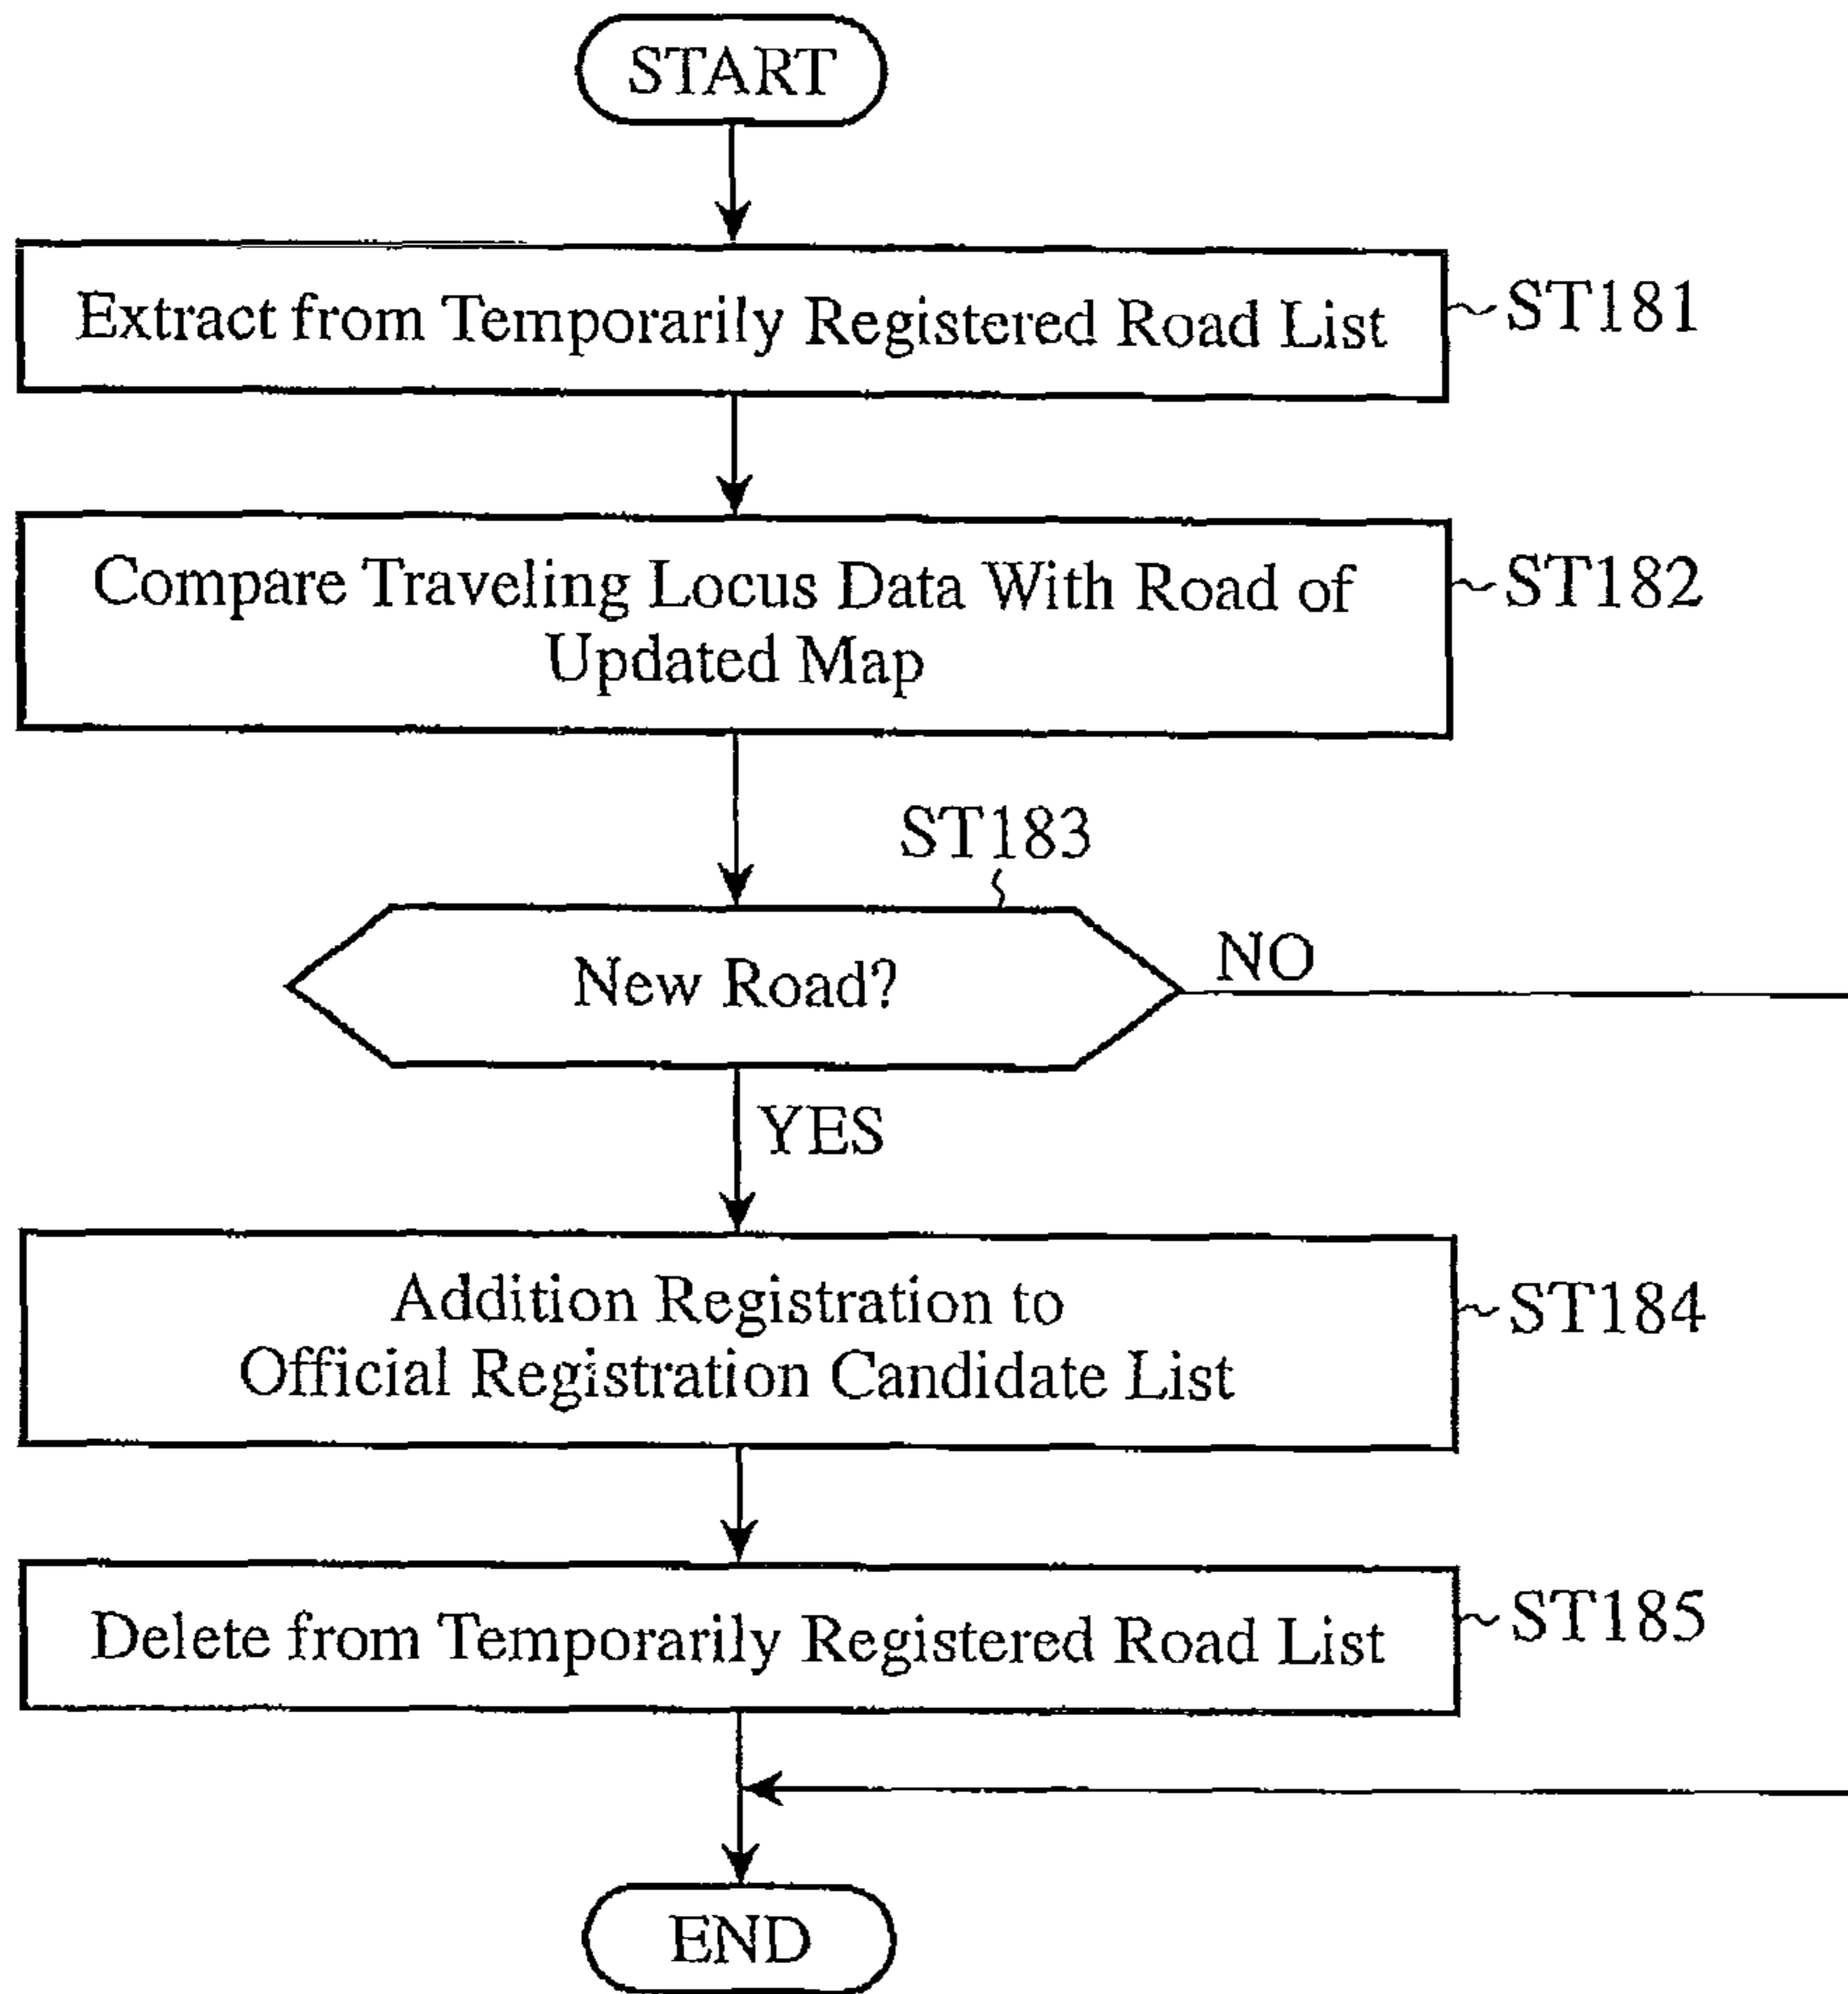 START
Extract from Temporarily Registered Road List
ST181
Compare Traveling Locus Data With Road of
Updated Map
ST182
ST183
New Road?
NO
YES
Addition Registration to
Official Registration Candidate List
ST184
Delete from Temporarily Registered Road List
ST185
END